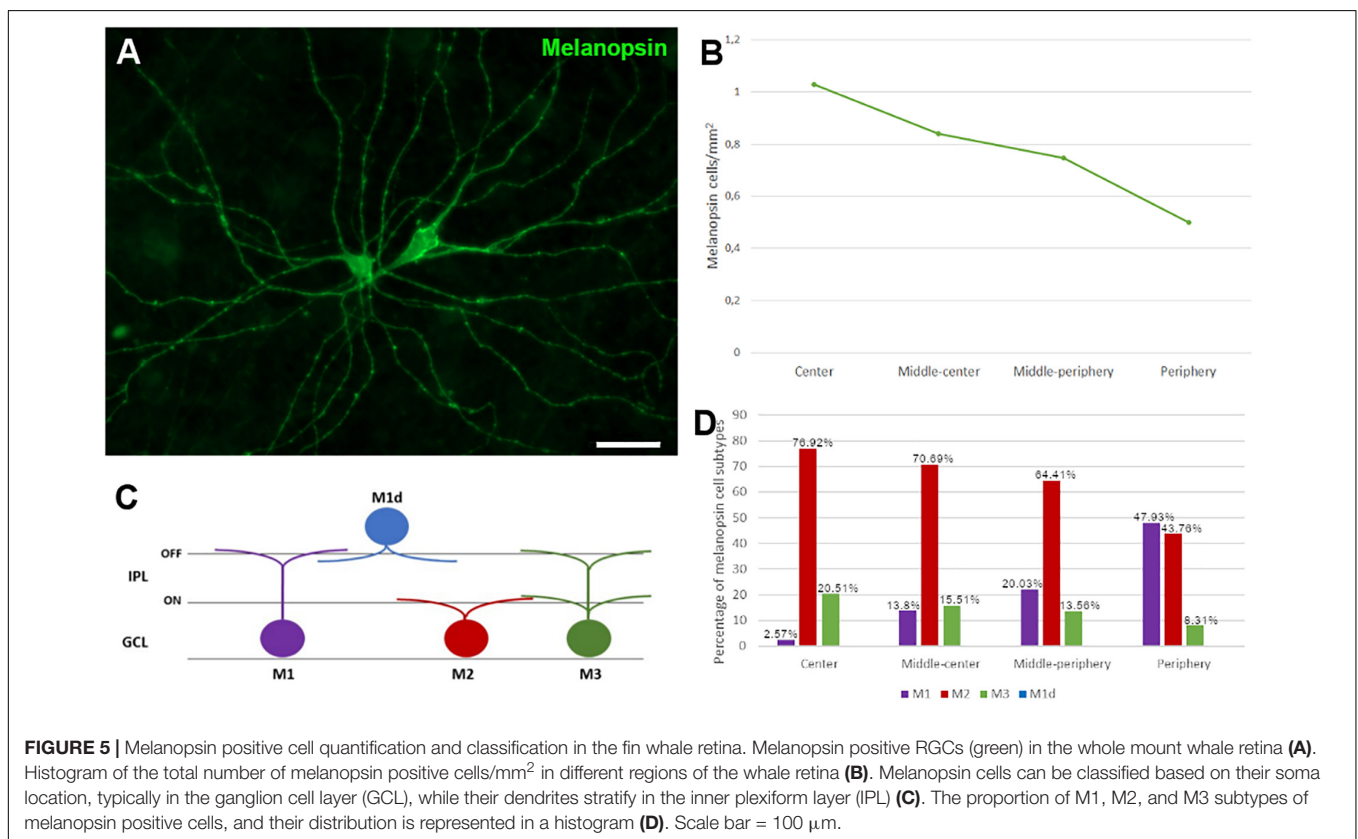 A
Melanopsin
B
Melanopsin cells/mm²
1,2
1
0,8
0,6
0,4
0,2
0
Center Middle-center Middle-periphery Periphery
C
M1d
OFF
IPL
ON
GCL
M1 M2 M3
D
Percentage of melanopsin cell subtypes
90
80
70
60
50
40
30
20
10
0
2.57% 76.92% 20.51%
13.8% 70.69% 15.51%
20.03% 64.41% 13.56%
47.93% 43.76% 8.31%
Center Middle-center Middle-periphery Periphery
M1 M2 M3 M1d
FIGURE 5 | Melanopsin positive cell quantification and classification in the fin whale retina. Melanopsin positive RGCs (green) in the whole mount whale retina (A).
Histogram of the total number of melanopsin positive cells/mm² in different regions of the whale retina (B). Melanopsin cells can be classified based on their soma
location, typically in the ganglion cell layer (GCL), while their dendrites stratify in the inner plexiform layer (IPL) (C). The proportion of M1, M2, and M3 subtypes of
melanopsin positive cells, and their distribution is represented in a histogram (D). Scale bar = 100 μm.